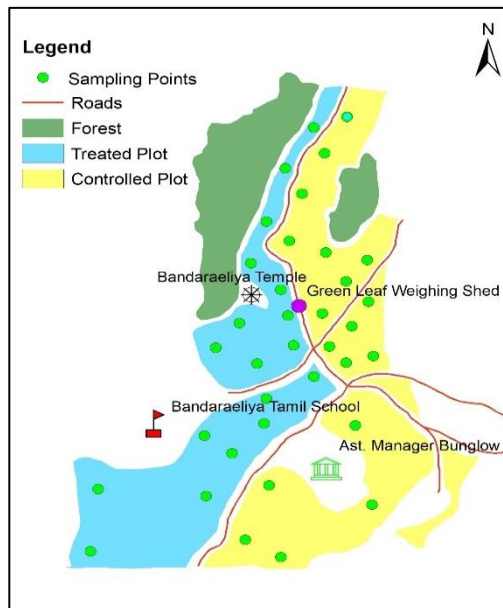 Legend
N
Sampling Points
Roads
Forest
Treated Plot
Controlled Plot
Bandaraeliya Temple
Green Leaf Weighing Shed
Bandaraeliya Tamil School
Ast. Manager Bunglow